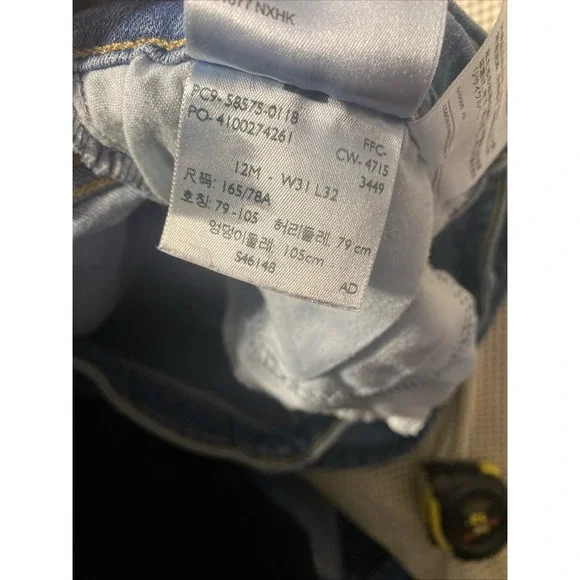 NXHK
PC9-58575-0118
PO-4100274261
FFC-
CW-4715
3449
12M - W31 L32
尺码: 165/78A
호칭: 79-105 허리둘레: 79 cm
엉덩이둘레: 105cm
S46148
AD